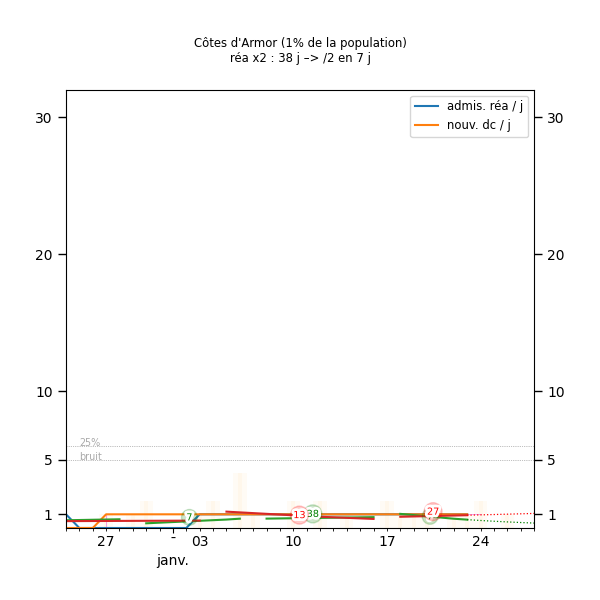 Côtes d'Armor (1% de la population)
réa x2 : 38 j –> /2 en 7 j
admis. réa / j
nouv. dc / j
30 30
20 20
10 10
25%
5 bruit 5
1 7 13 38 27 1
27 - 03 10 17 24
janv.